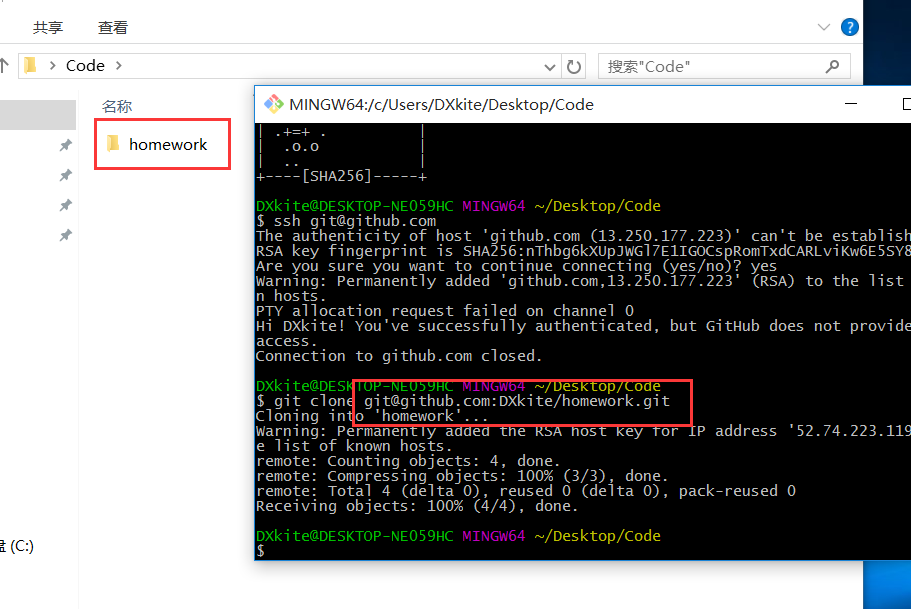 共享 查看
?
Code
搜索"Code"
名称
homework
(C:)
MINGW64:/c/Users/DXkite/Desktop/Code
| .+=+ . |
| .o.o |
| .. |
+----[SHA256]-----+
DXkite@DESKTOP-NEO59HC MINGW64 ~/Desktop/Code
$ ssh git@github.com
The authenticity of host 'github.com (13.250.177.223)' can't be establish
RSA key fingerprint is SHA256:nThbg6kXUpJWGl7E1IGOCspRomTxdCARLviKw6E5SY8
Are you sure you want to continue connecting (yes/no)? yes
Warning: Permanently added 'github.com,13.250.177.223' (RSA) to the list
n hosts.
PTY allocation request failed on channel 0
Hi DXkite! You've successfully authenticated, but GitHub does not provide
access.
Connection to github.com closed.
DXkite@DESKTOP-NEO59HC MINGW64 ~/Desktop/Code
$ git clone git@github.com:DXkite/homework.git
Cloning into 'homework'...
Warning: Permanently added the RSA host key for IP address '52.74.223.119
e list of known hosts.
remote: Counting objects: 4, done.
remote: Compressing objects: 100% (3/3), done.
remote: Total 4 (delta 0), reused 0 (delta 0), pack-reused 0
Receiving objects: 100% (4/4), done.
DXkite@DESKTOP-NEO59HC MINGW64 ~/Desktop/Code
$